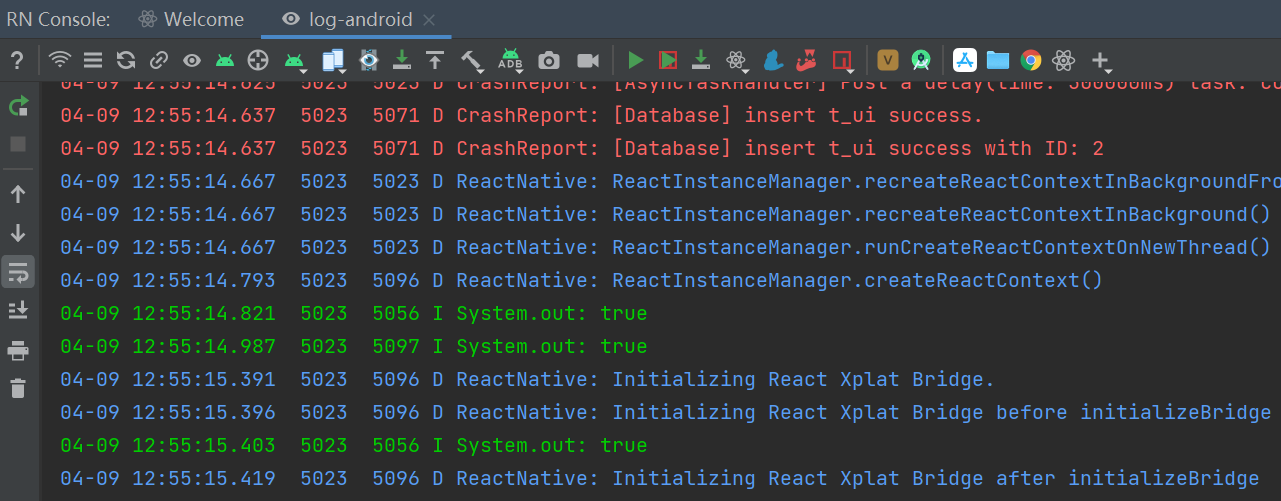 RN Console: Welcome log-android
? ADB V
04-09 12:55:14.625 5023 5023 D CrashReport: [AsyncTaskHandler] Post a delay(time: 300000ms) task:
04-09 12:55:14.637 5023 5071 D CrashReport: [Database] insert t_ui success.
04-09 12:55:14.637 5023 5071 D CrashReport: [Database] insert t_ui success with ID: 2
04-09 12:55:14.667 5023 5023 D ReactNative: ReactInstanceManager.recreateReactContextInBackgroundFro
04-09 12:55:14.667 5023 5023 D ReactNative: ReactInstanceManager.recreateReactContextInBackground()
04-09 12:55:14.667 5023 5023 D ReactNative: ReactInstanceManager.runCreateReactContextOnNewThread()
04-09 12:55:14.793 5023 5096 D ReactNative: ReactInstanceManager.createReactContext()
04-09 12:55:14.821 5023 5056 I System.out: true
04-09 12:55:14.987 5023 5097 I System.out: true
04-09 12:55:15.391 5023 5096 D ReactNative: Initializing React Xplat Bridge.
04-09 12:55:15.396 5023 5096 D ReactNative: Initializing React Xplat Bridge before initializeBridge
04-09 12:55:15.403 5023 5056 I System.out: true
04-09 12:55:15.419 5023 5096 D ReactNative: Initializing React Xplat Bridge after initializeBridge